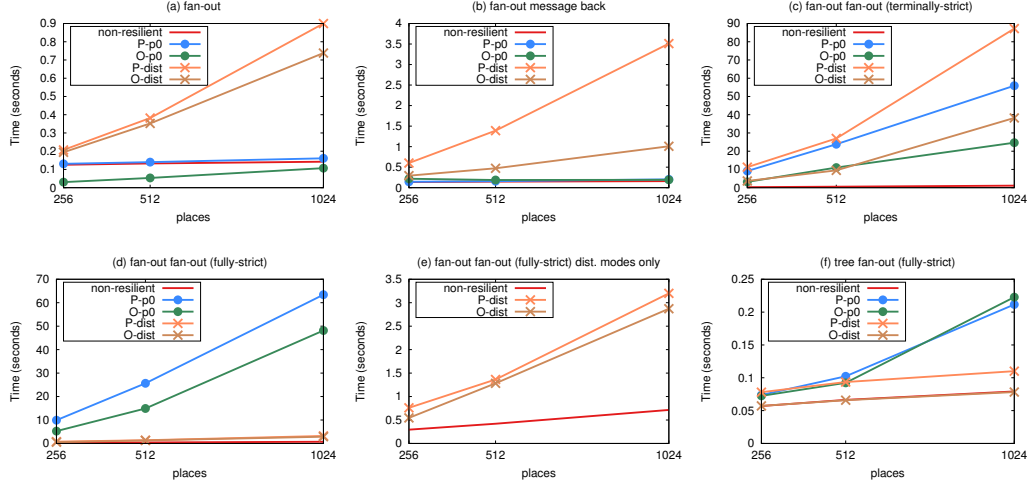 (a) fan-out
Time (seconds)
0.9
0.8
0.7
0.6
0.5
0.4
0.3
0.2
0.1
0
non-resilient
P-p0
O-p0
P-dist
O-dist
256
512
1024
places
(b) fan-out message back
Time (seconds)
4
3.5
3
2.5
2
1.5
1
0.5
0
non-resilient
P-p0
O-p0
P-dist
O-dist
256
512
1024
places
(c) fan-out fan-out (terminally-strict)
Time (seconds)
90
80
70
60
50
40
30
20
10
0
non-resilient
P-p0
O-p0
P-dist
O-dist
256
512
1024
places
(d) fan-out fan-out (fully-strict)
Time (seconds)
70
60
50
40
30
20
10
0
non-resilient
P-p0
O-p0
P-dist
O-dist
256
512
1024
places
(e) fan-out fan-out (fully-strict) dist. modes only
Time (seconds)
3.5
3
2.5
2
1.5
1
0.5
0
non-resilient
P-dist
O-dist
256
512
1024
places
(f) tree fan-out (fully-strict)
Time (seconds)
0.25
0.2
0.15
0.1
0.05
0
non-resilient
P-p0
O-p0
P-dist
O-dist
256
512
1024
places